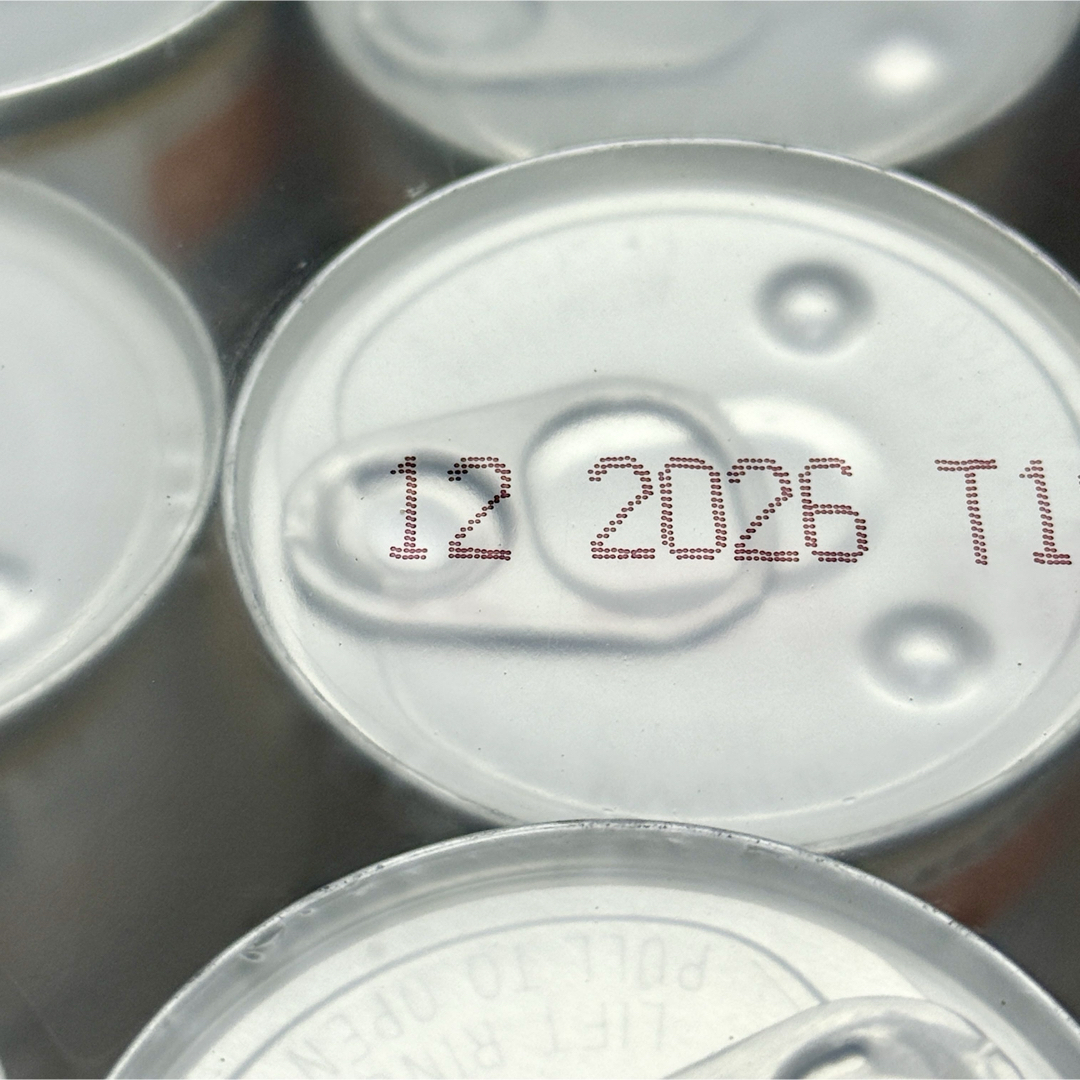 12 2026 T1
LIFT RING
PULL TO OPEN